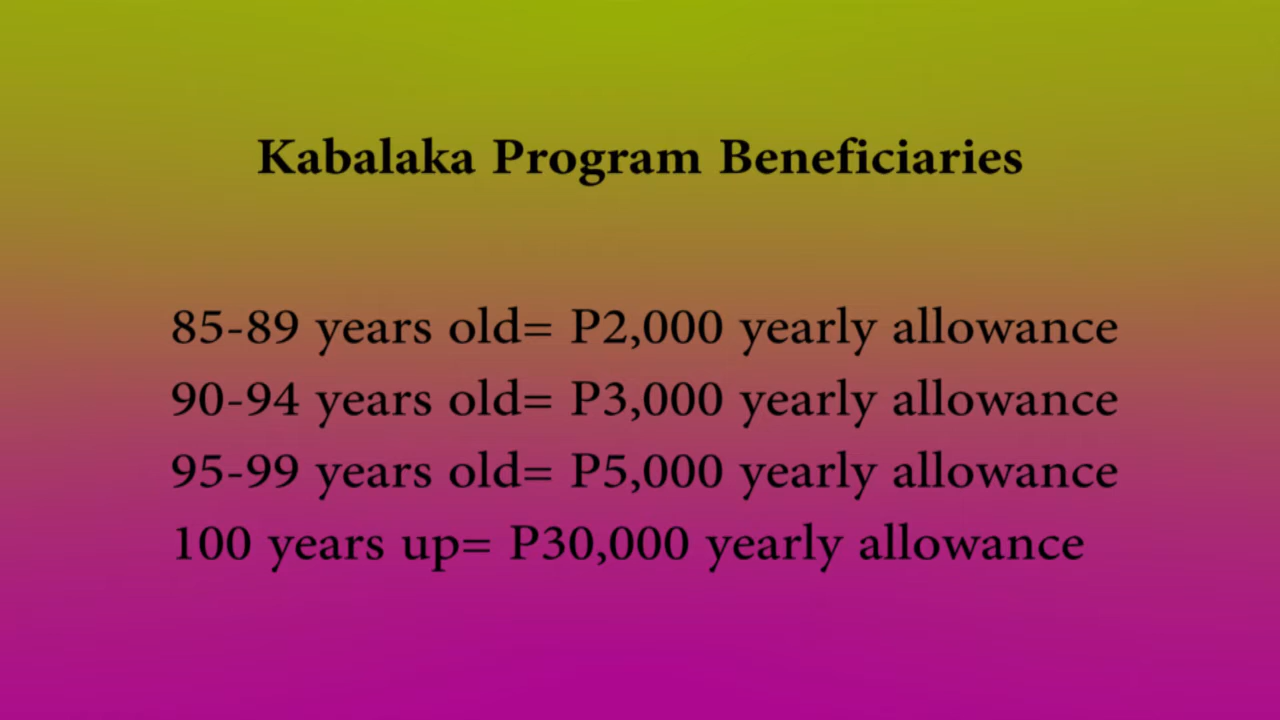 Kabalaka Program Beneficiaries
85-89 years old= P2,000 yearly allowance
90-94 years old= P3,000 yearly allowance
95-99 years old= P5,000 yearly allowance
100 years up= P30,000 yearly allowance